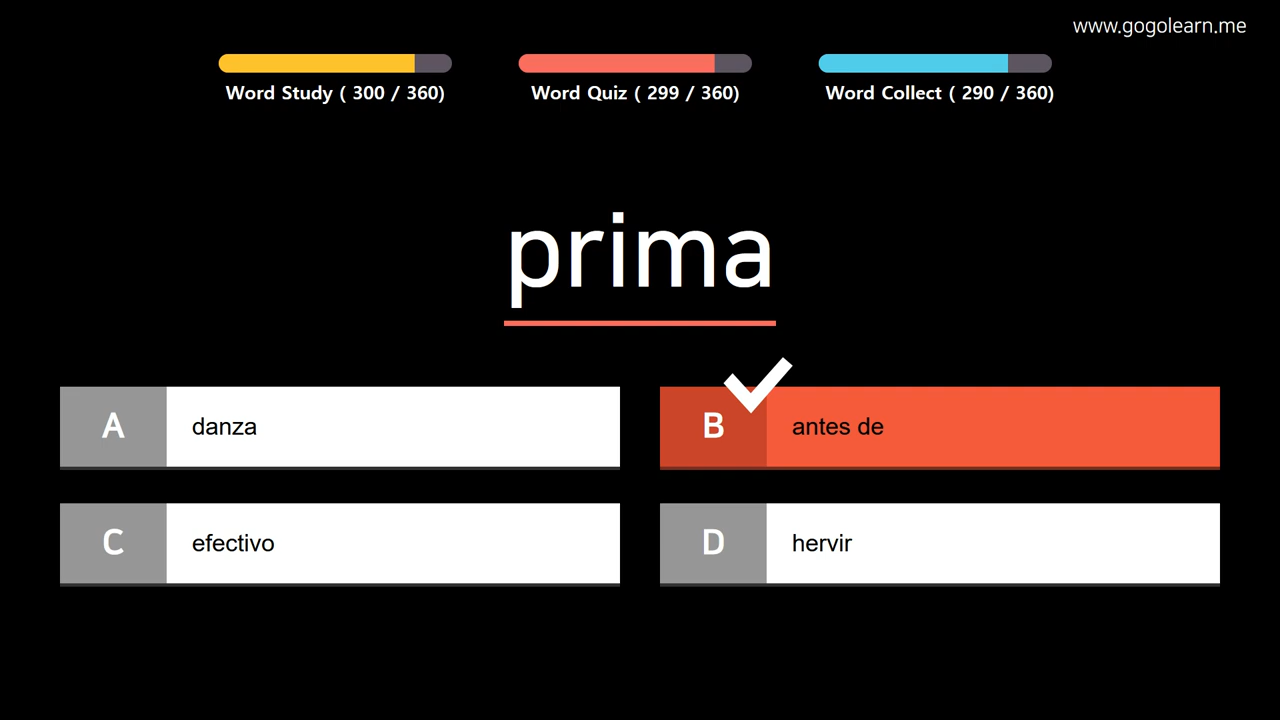 www.gogolearn.me
Word Study ( 300 / 360)
Word Quiz ( 299 / 360)
Word Collect ( 290 / 360)
prima
A danza
B antes de
C efectivo
D hervir